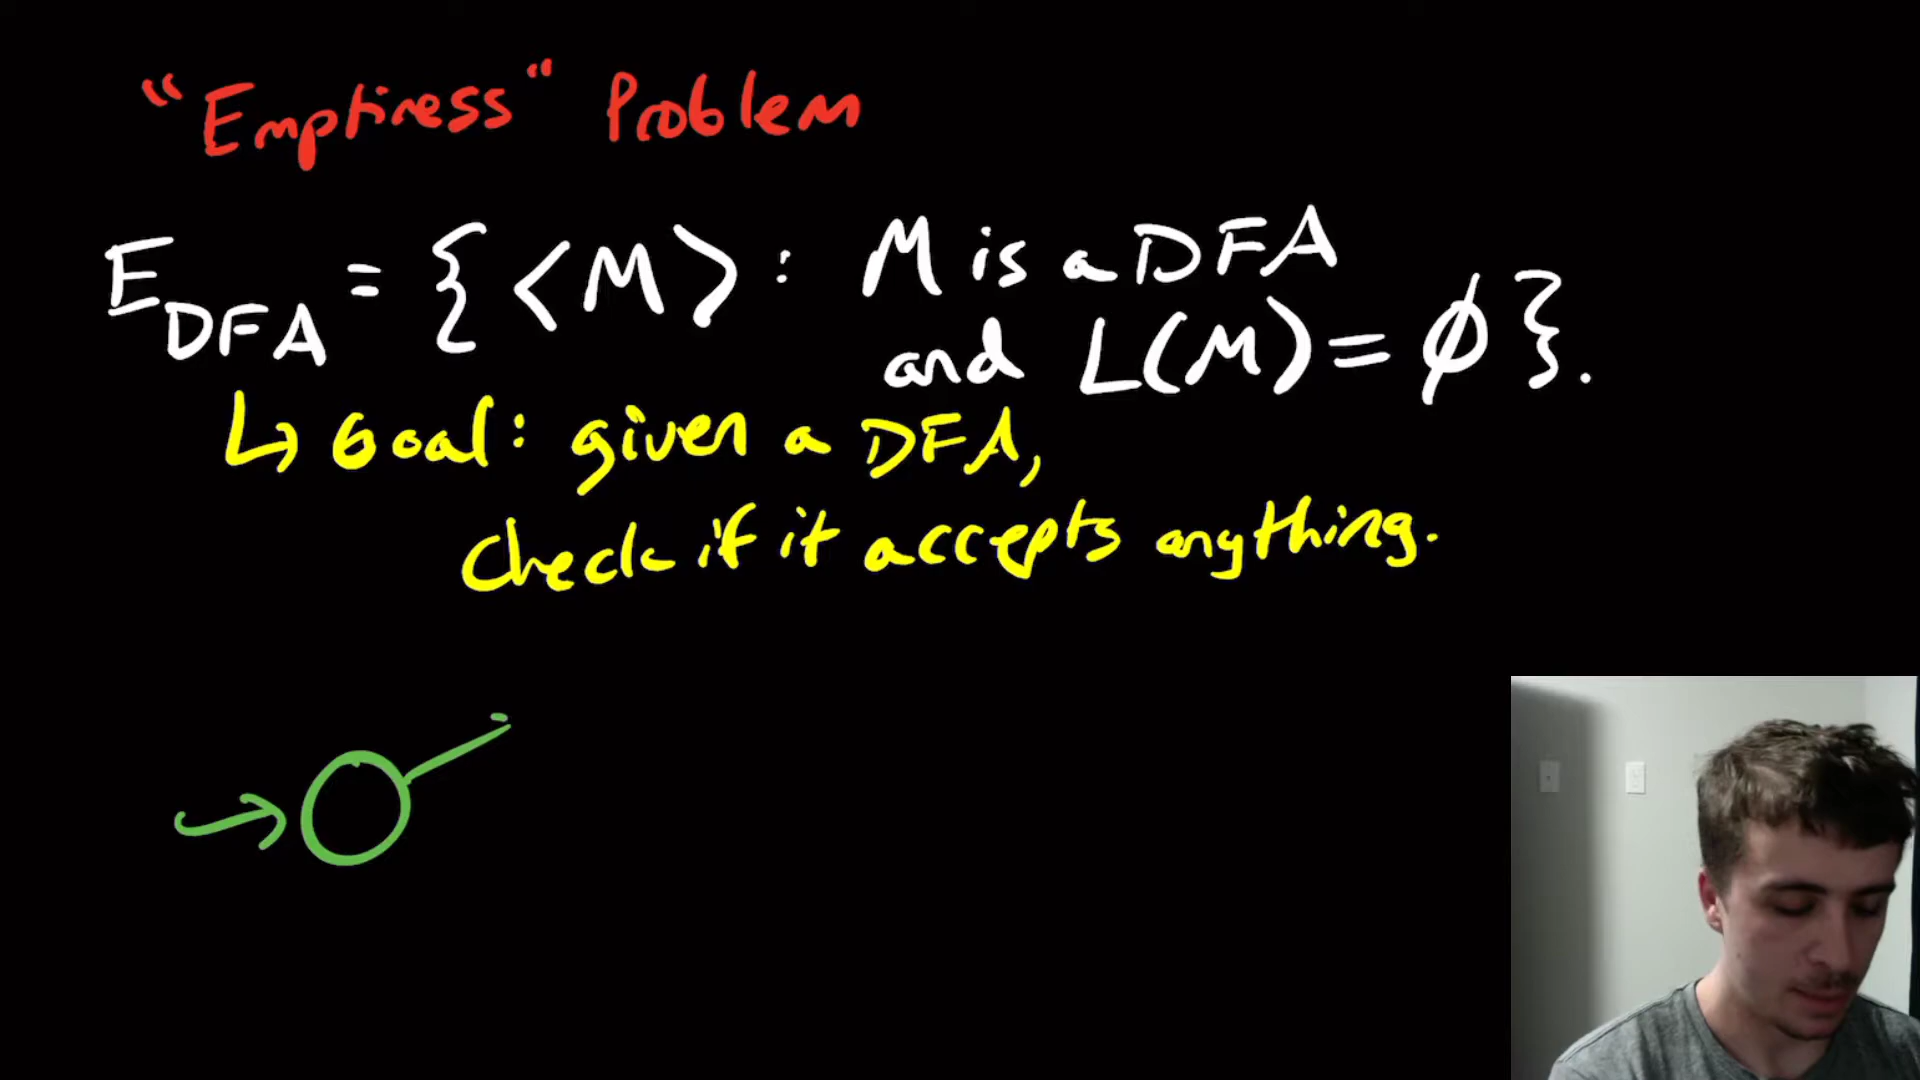 “Emptiness“ Problem
E_DFA = {<M>: M is a DFA
and L(M) = ∅}.
↳ Goal: given a DFA,
check if it accepts anything.